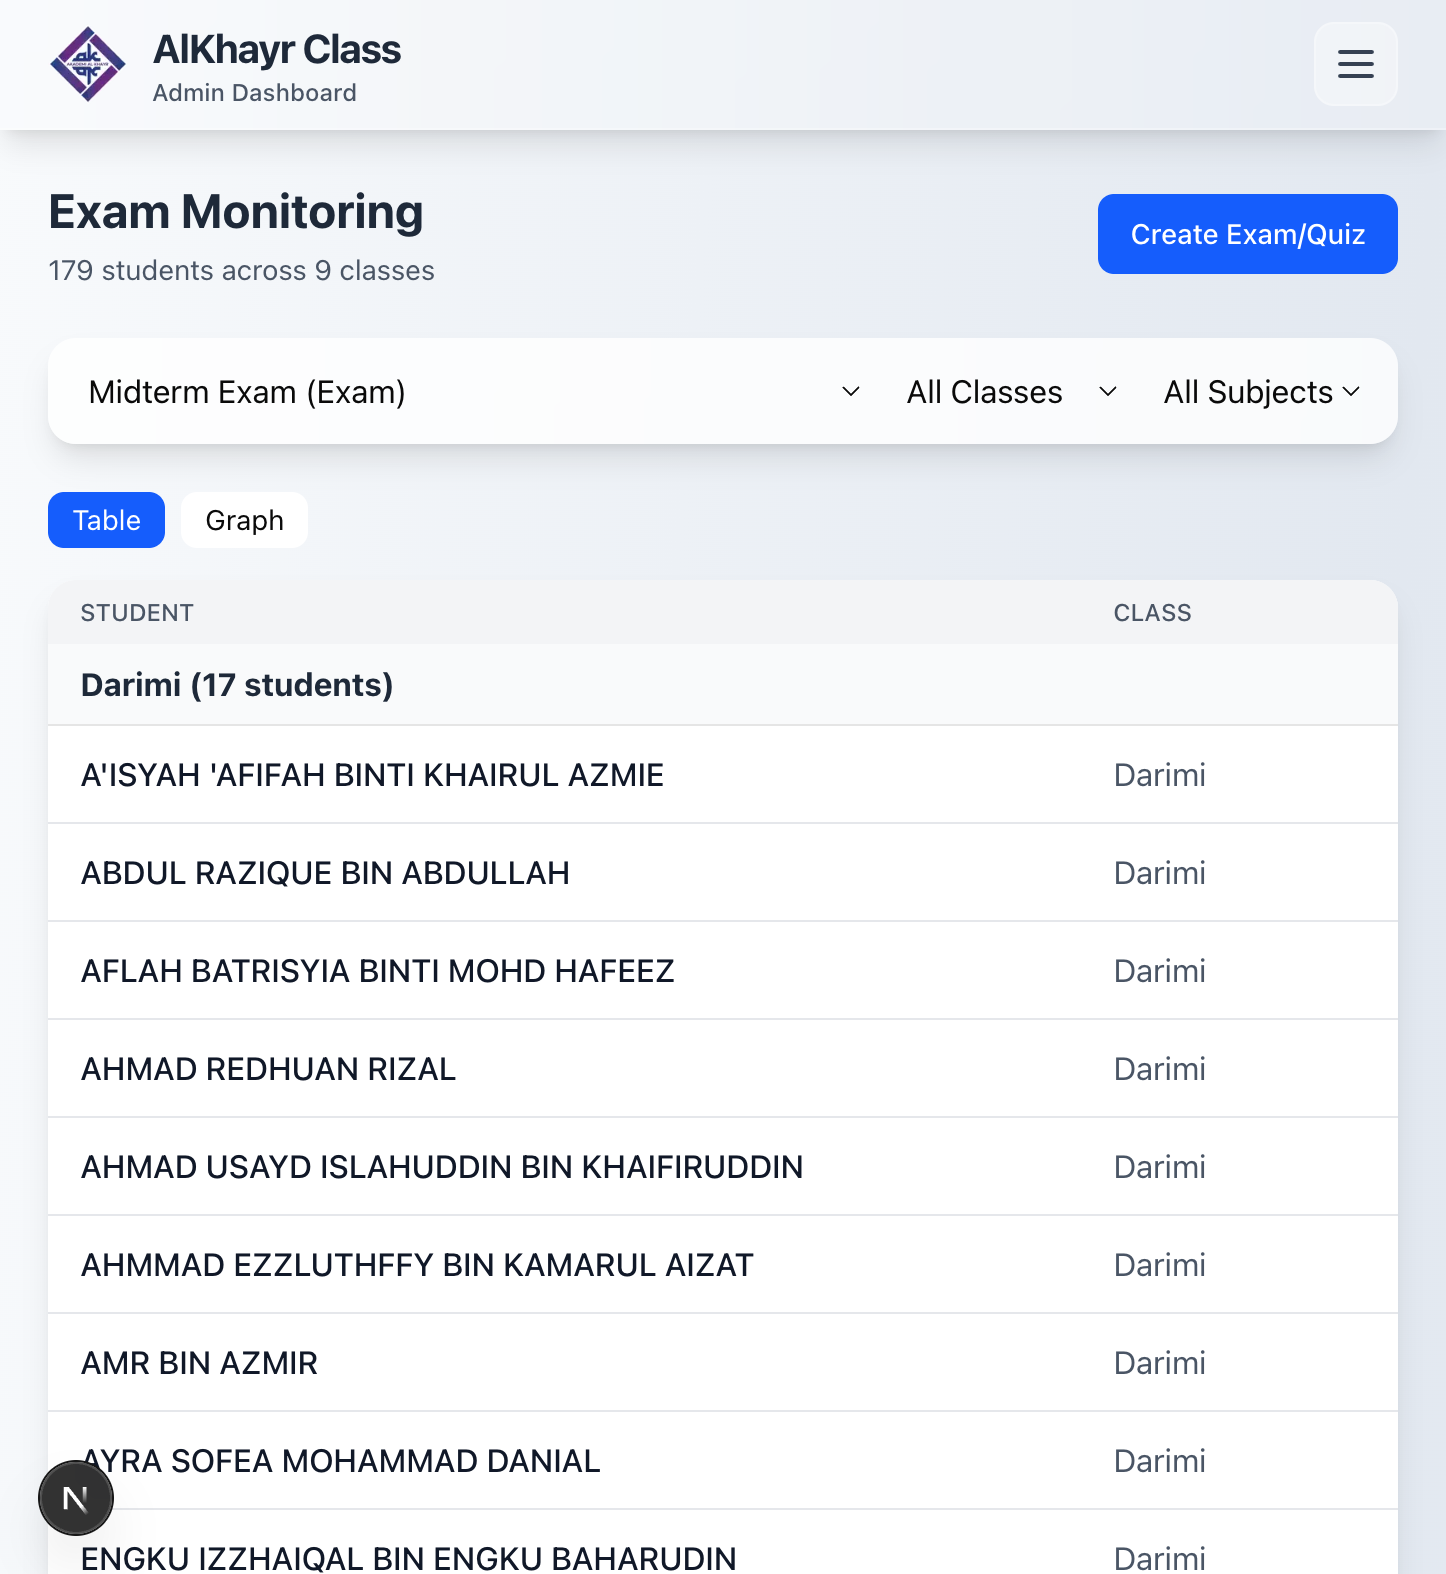 AlKhayr Class
Admin Dashboard
Exam Monitoring
179 students across 9 classes
Create Exam/Quiz
Midterm Exam (Exam) All Classes All Subjects
Table Graph
STUDENT CLASS
Darimi (17 students)
A'ISYAH 'AFIFAH BINTI KHAIRUL AZMIE Darimi
ABDUL RAZIQUE BIN ABDULLAH Darimi
AFLAH BATRISYIA BINTI MOHD HAFEEZ Darimi
AHMAD REDHUAN RIZAL Darimi
AHMAD USAYD ISLAHUDDIN BIN KHAIFIRUDDIN Darimi
AHMMAD EZZLUTHFFY BIN KAMARUL AIZAT Darimi
AMR BIN AZMIR Darimi
AYRA SOFEA MOHAMMAD DANIAL Darimi
N
ENGKU IZZHAIQAL BIN ENGKU BAHARUDIN Darimi